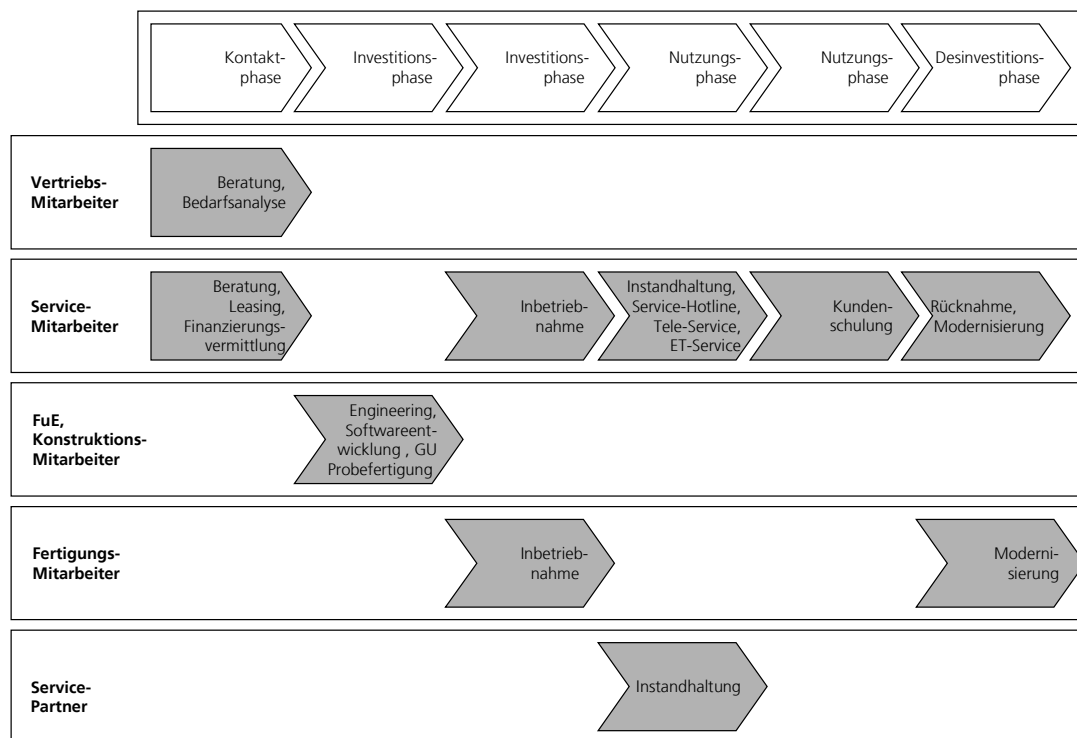 Kontakt-
phase
Investitions-
phase
Investitions-
phase
Nutzungs-
phase
Nutzungs-
phase
Desinvestitions-
phase
Vertriebs-
Mitarbeiter
Beratung,
Bedarfsanalyse
Service-
Mitarbeiter
Beratung,
Leasing,
Finanzierungs-
vermittlung
Inbetrieb-
nahme
Instandhaltung,
Service-Hotline,
Tele-Service,
ET-Service
Kunden-
schulung
Rücknahme,
Modernisierung
FuE,
Konstruktions-
Mitarbeiter
Engineering,
Softwareent-
wicklung , GU
Probefertigung
Fertigungs-
Mitarbeiter
Inbetrieb-
nahme
Moderni-
sierung
Service-
Partner
Instandhaltung